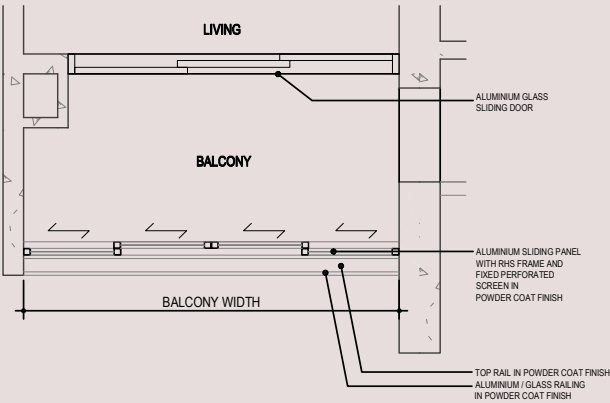 LIVING
ALUMINIUM GLASS
SLIDING DOOR
BALCONY
ALUMINIUM SLIDING PANEL
WITH RHS FRAME AND
FIXED PERFORATED
SCREEN IN
POWDER COAT FINISH
BALCONY WIDTH
TOP RAIL IN POWDER COAT FINISH
ALUMINIUM / GLASS RAILING
IN POWDER COAT FINISH